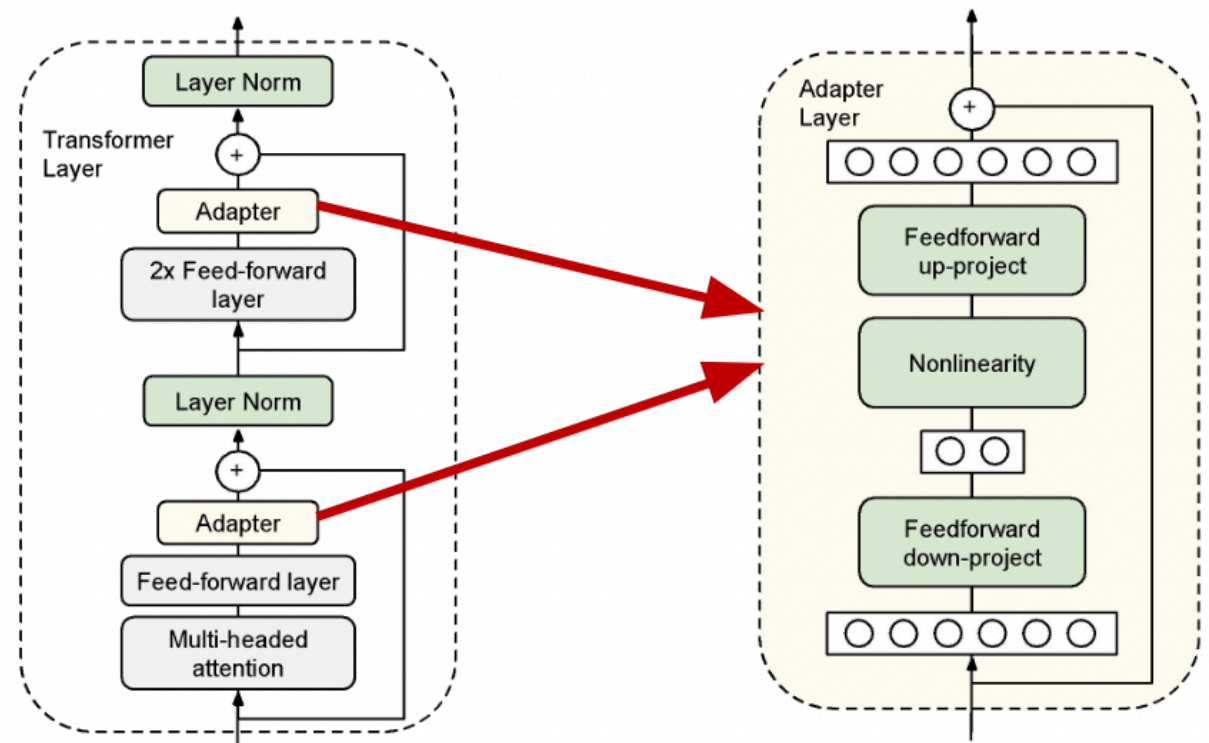 Layer Norm
Transformer
Layer
+
Adapter
2x Feed-forward
layer
Layer Norm
+
Adapter
Feed-forward layer
Multi-headed
attention
Adapter
Layer
+
Feedforward
up-project
Nonlinearity
Feedforward
down-project